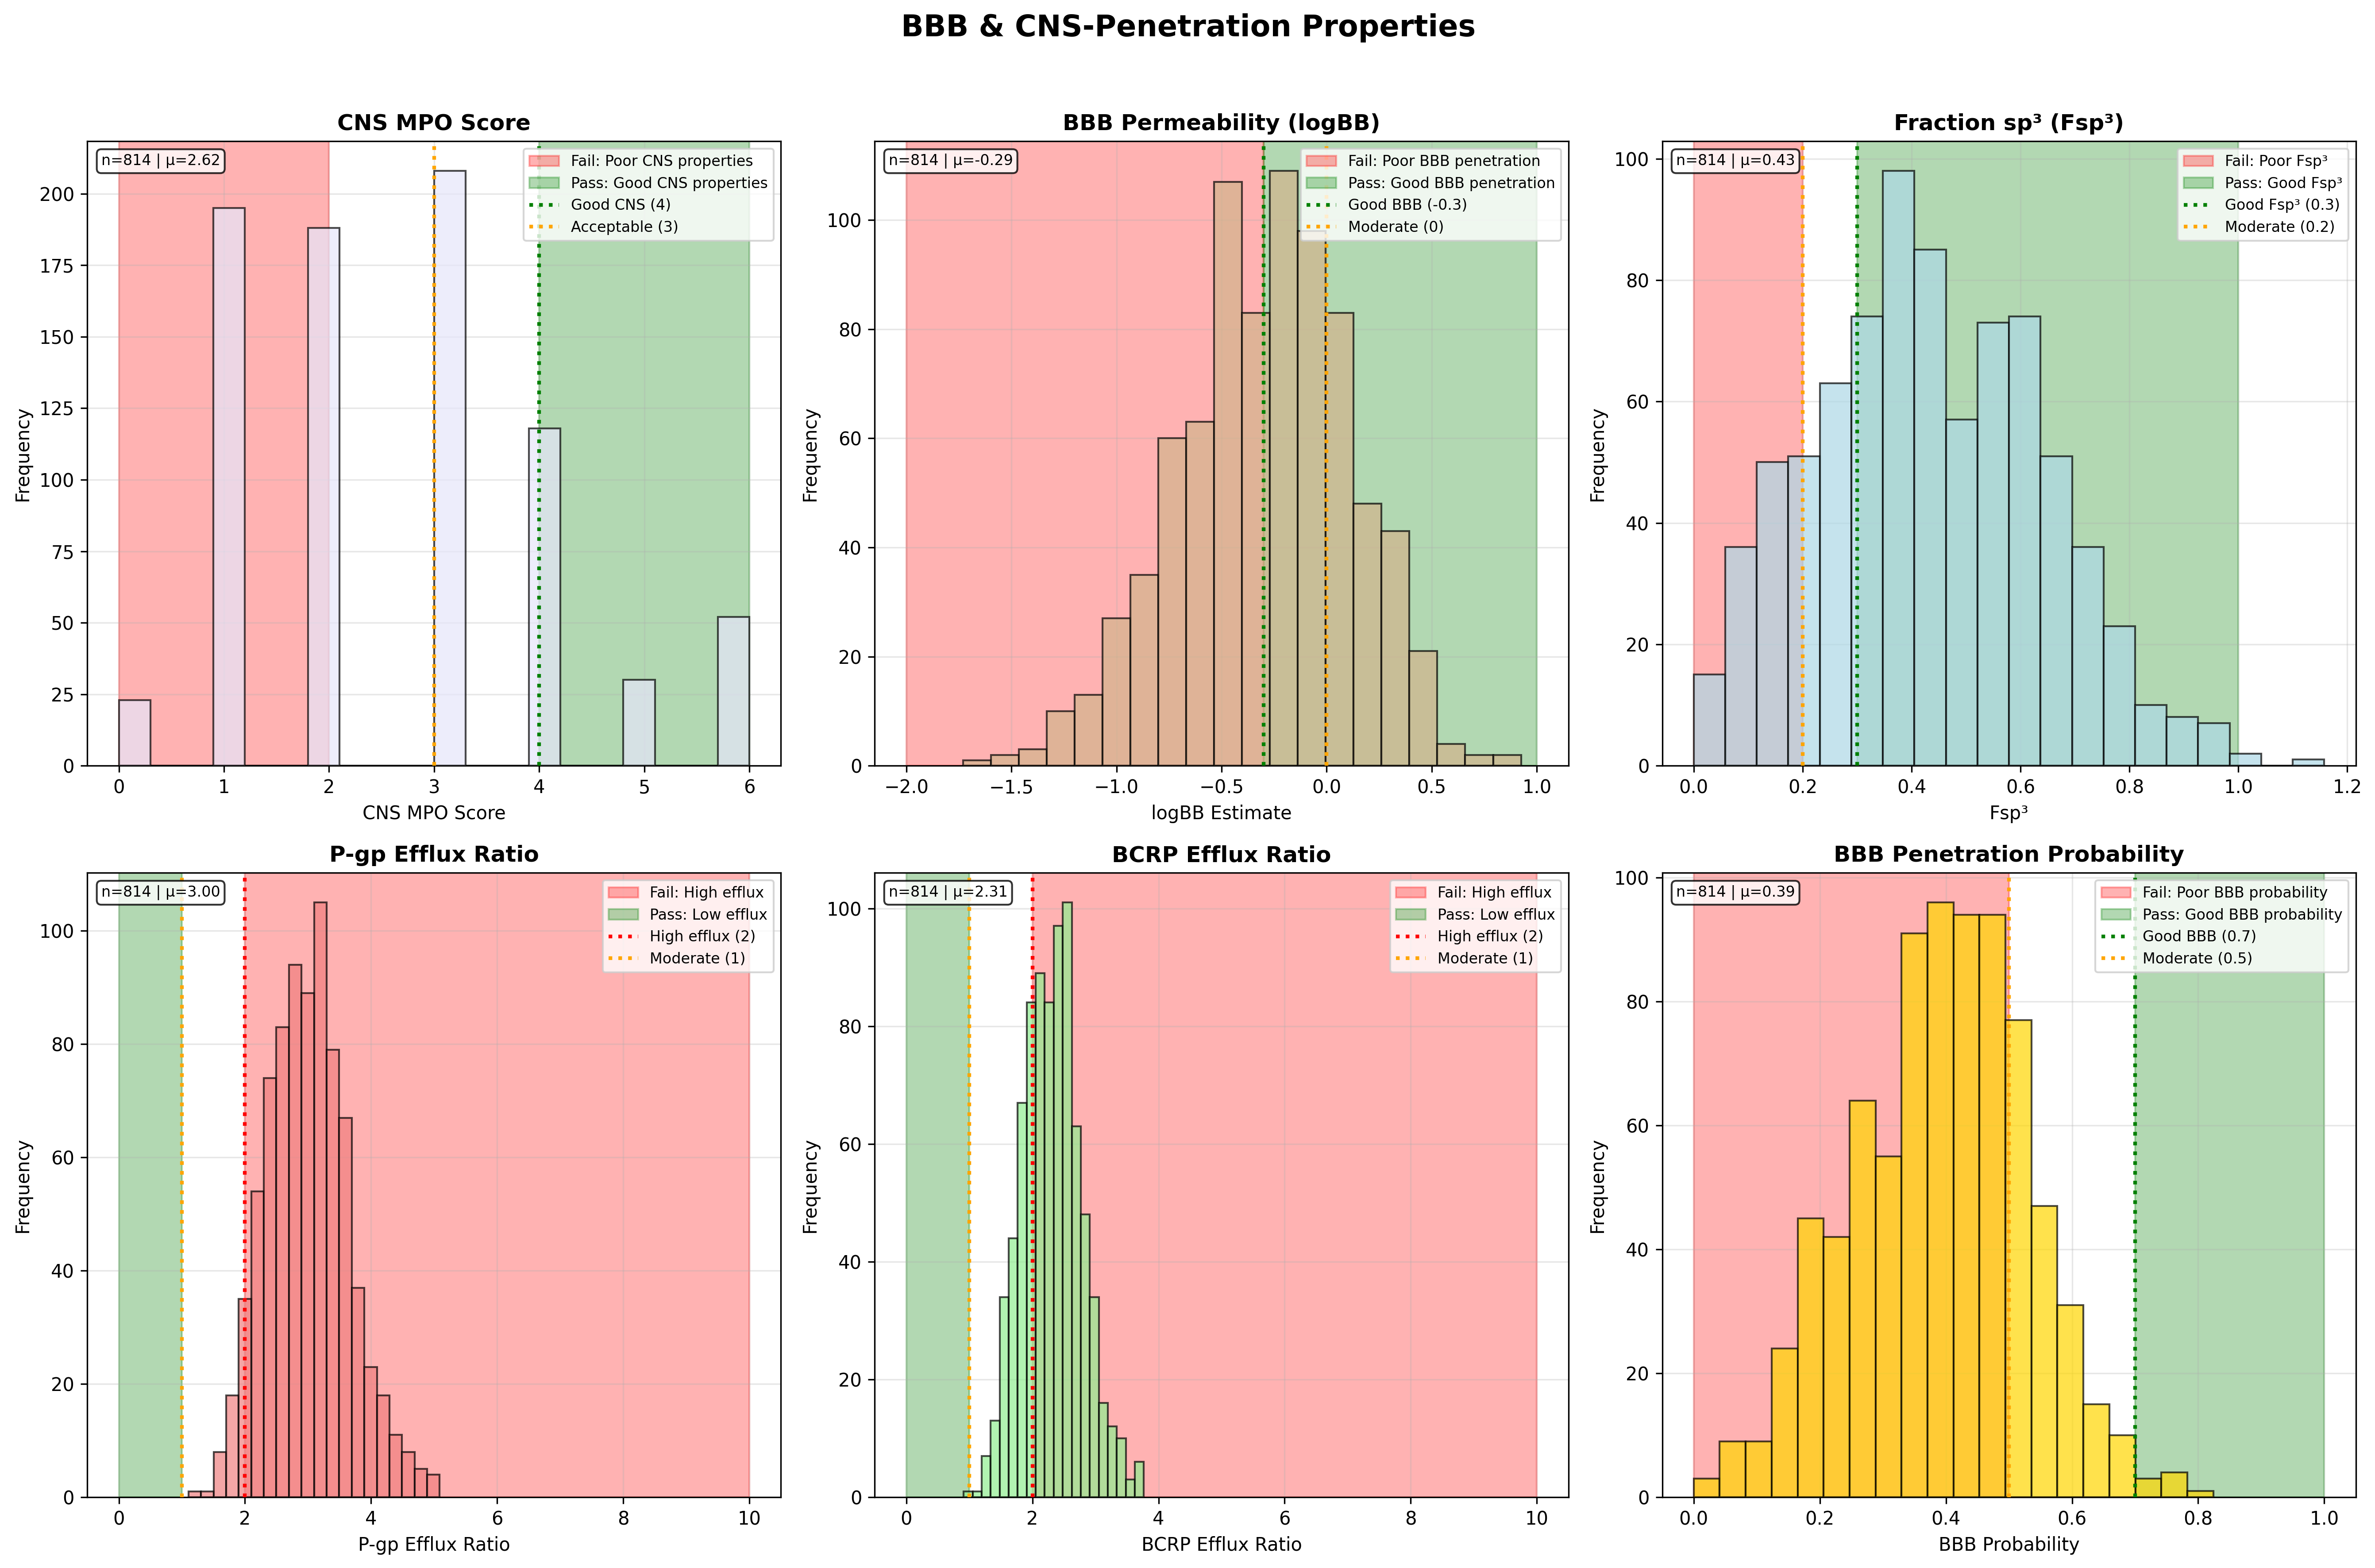 BBB & CNS-Penetration Properties
CNS MPO Score
n=814 | μ=2.62
Fail: Poor CNS properties
Pass: Good CNS properties
Good CNS (4)
Acceptable (3)
Frequency
200
175
150
125
100
75
50
25
0
0 1 2 3 4 5 6
CNS MPO Score
BBB Permeability (logBB)
n=814 | μ=-0.29
Fail: Poor BBB penetration
Pass: Good BBB penetration
Good BBB (-0.3)
Moderate (0)
Frequency
100
80
60
40
20
0
−2.0 −1.5 −1.0 −0.5 0.0 0.5 1.0
logBB Estimate
Fraction sp³ (Fsp³)
n=814 | μ=0.43
Fail: Poor Fsp³
Pass: Good Fsp³
Good Fsp³ (0.3)
Moderate (0.2)
Frequency
100
80
60
40
20
0
0.0 0.2 0.4 0.6 0.8 1.0 1.2
Fsp³
P-gp Efflux Ratio
n=814 | μ=3.00
Fail: High efflux
Pass: Low efflux
High efflux (2)
Moderate (1)
Frequency
100
80
60
40
20
0
0 2 4 6 8 10
P-gp Efflux Ratio
BCRP Efflux Ratio
n=814 | μ=2.31
Fail: High efflux
Pass: Low efflux
High efflux (2)
Moderate (1)
Frequency
100
80
60
40
20
0
0 2 4 6 8 10
BCRP Efflux Ratio
BBB Penetration Probability
n=814 | μ=0.39
Fail: Poor BBB probability
Pass: Good BBB probability
Good BBB (0.7)
Moderate (0.5)
Frequency
100
80
60
40
20
0
0.0 0.2 0.4 0.6 0.8 1.0
BBB Probability